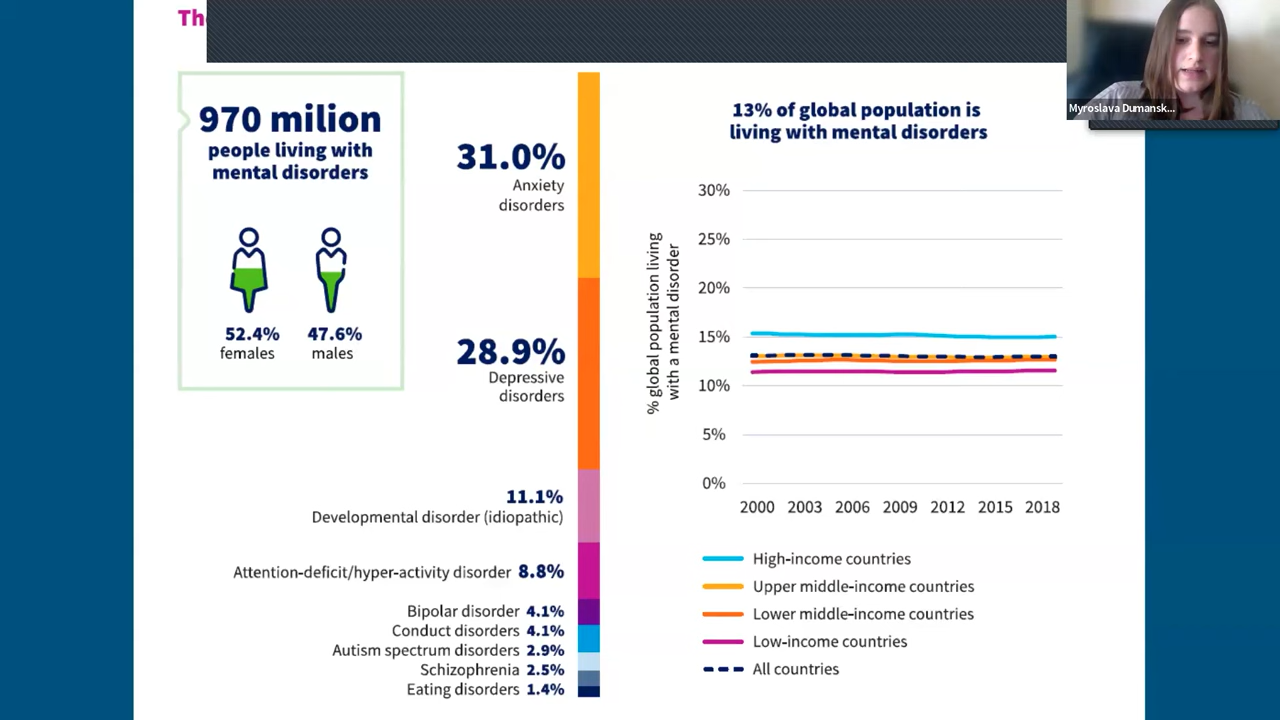 Th
970 milion
people living with
mental disorders
52.4%
females
47.6%
males
31.0%
Anxiety
disorders
28.9%
Depressive
disorders
11.1%
Developmental disorder (idiopathic)
Attention-deficit/hyper-activity disorder 8.8%
Bipolar disorder 4.1%
Conduct disorders 4.1%
Autism spectrum disorders 2.9%
Schizophrenia 2.5%
Eating disorders 1.4%
13% of global population is
living with mental disorders
% global population living
with a mental disorder
30%
25%
20%
15%
10%
5%
0%
2000 2003 2006 2009 2012 2015 2018
High-income countries
Upper middle-income countries
Lower middle-income countries
Low-income countries
All countries
Myroslava Dumansk...